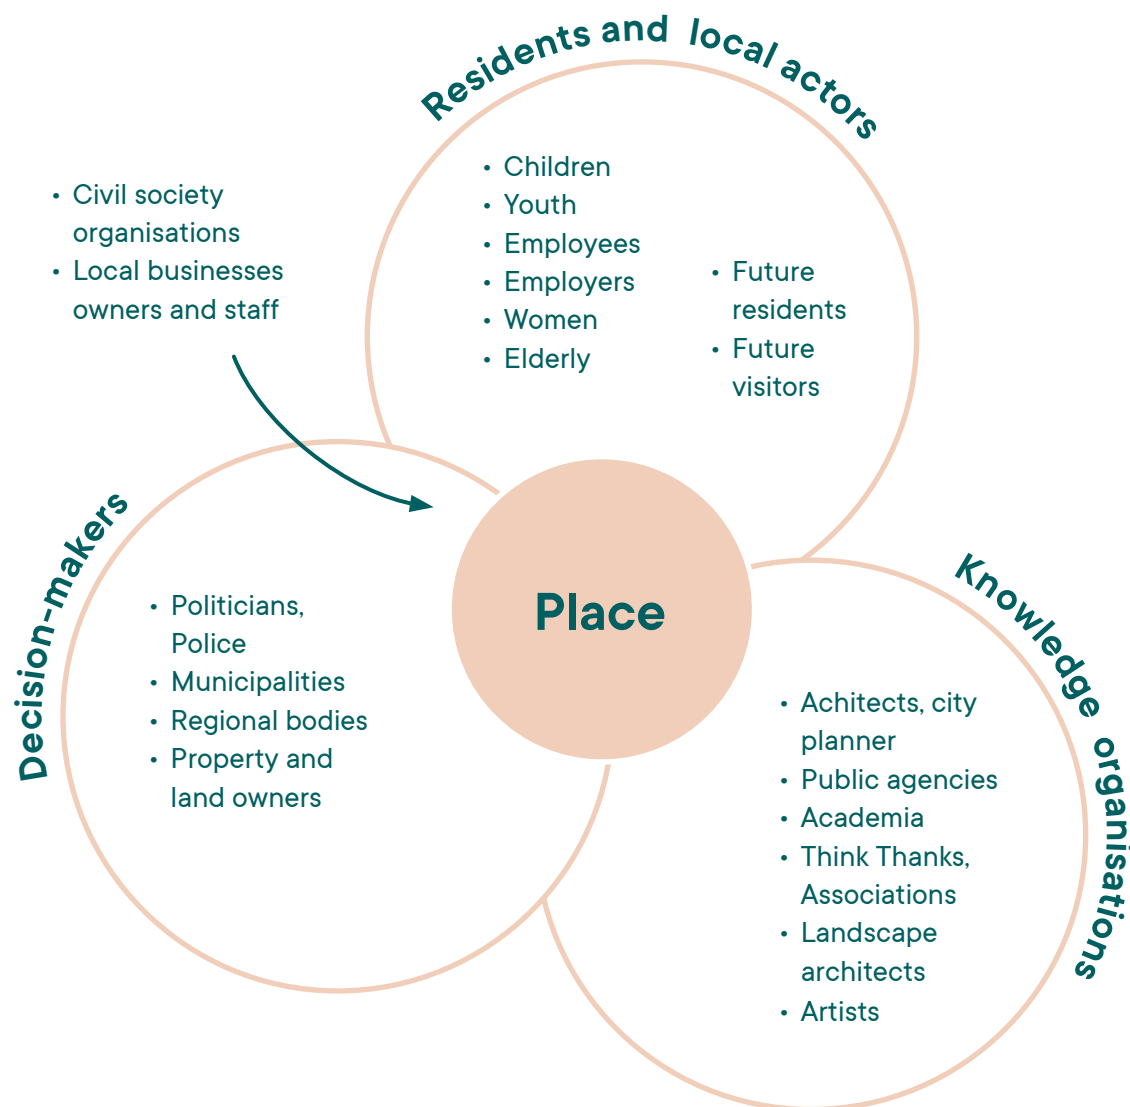 Residents and local actors
• Children
• Youth
• Employees
• Employers
• Women
• Elderly
• Future
residents
• Future
visitors
• Civil society
organisations
• Local businesses
owners and staff
Decision-makers
• Politicians,
Police
• Municipalities
• Regional bodies
• Property and
land owners
Place
Knowledge organisations
• Achitects, city
planner
• Public agencies
• Academia
• Think Thanks,
Associations
• Landscape
architects
• Artists